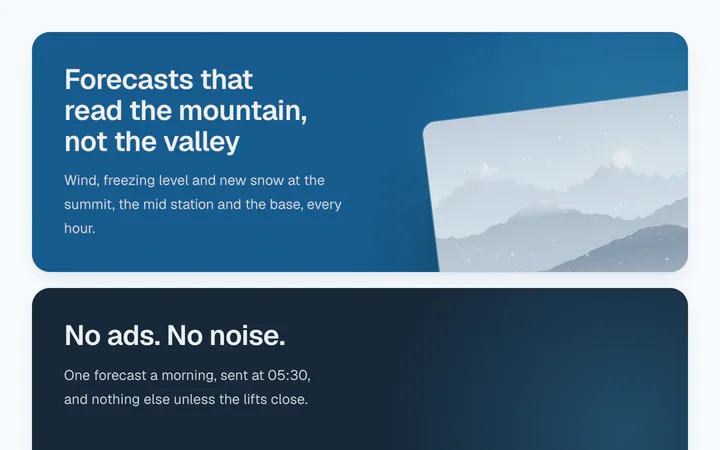 Forecasts that
read the mountain,
not the valley
Wind, freezing level and new snow at the
summit, the mid station and the base, every
hour.
No ads. No noise.
One forecast a morning, sent at 05:30,
and nothing else unless the lifts close.